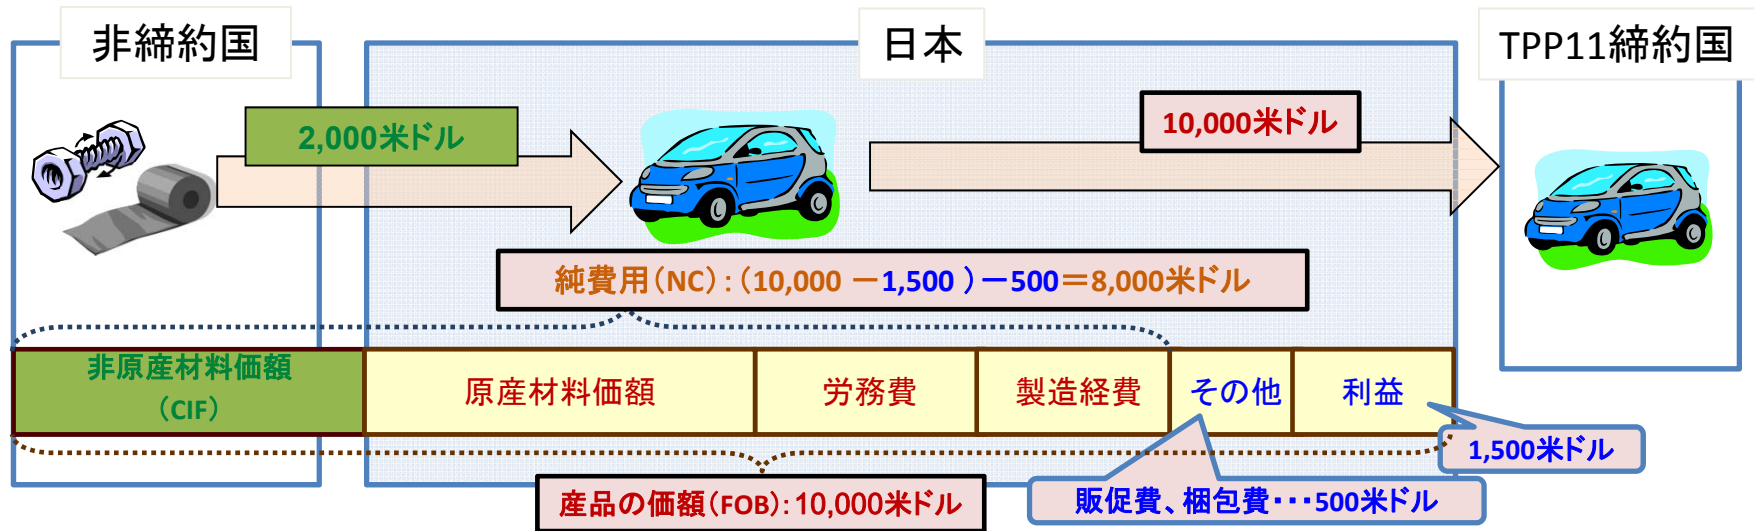 非締約国
日本
TPP11締約国
2,000米ドル
10,000米ドル
純費用(NC):(10,000 -1,500 )-500=8,000米ドル
非原産材料価額
(CIF)
原産材料価額
労務費
製造経費
その他
利益
1,500米ドル
産品の価額(FOB):10,000米ドル
販促費、梱包費・・・500米ドル